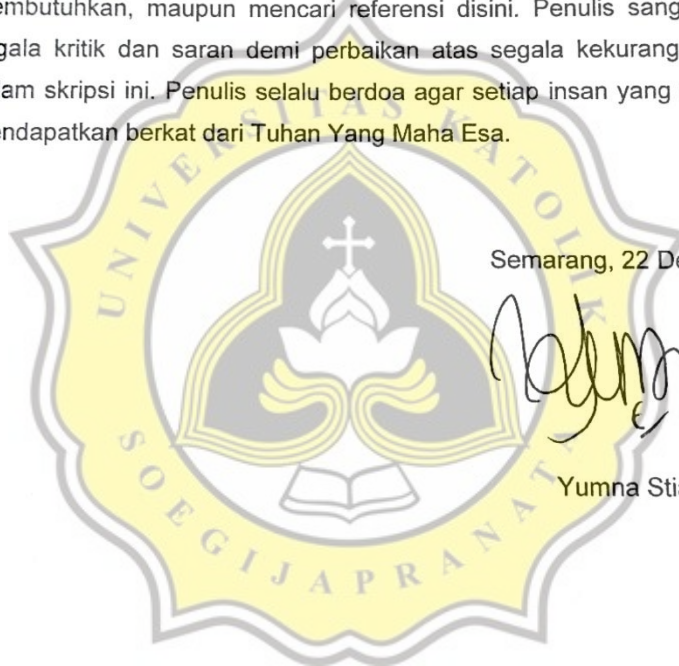 embutuhkan, maupun mencari referensi disini. Penulis sang
gala kritik dan saran demi perbaikan atas segala kekurang
am skripsi ini. Penulis selalu berdoa agar setiap insan yang
endapatkan berkat dari Tuhan Yang Maha Esa.
UNIVERSITAS KATOLIK
Semarang, 22 De
Yumna Sti
SOEGIJAPRANATA